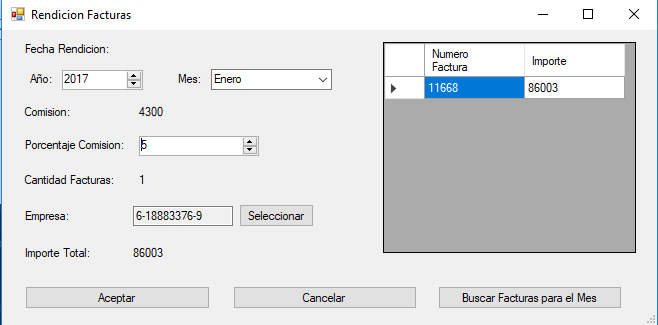 Rendicion Facturas
Fecha Rendicion:
Año: 2017 Mes: Enero
Comision: 4300
Porcentaje Comision: 5
Cantidad Facturas: 1
Empresa: 6-18883376-9 Seleccionar
Importe Total: 86003
Numero
Factura
Importe
11668 86003
Aceptar Cancelar Buscar Facturas para el Mes